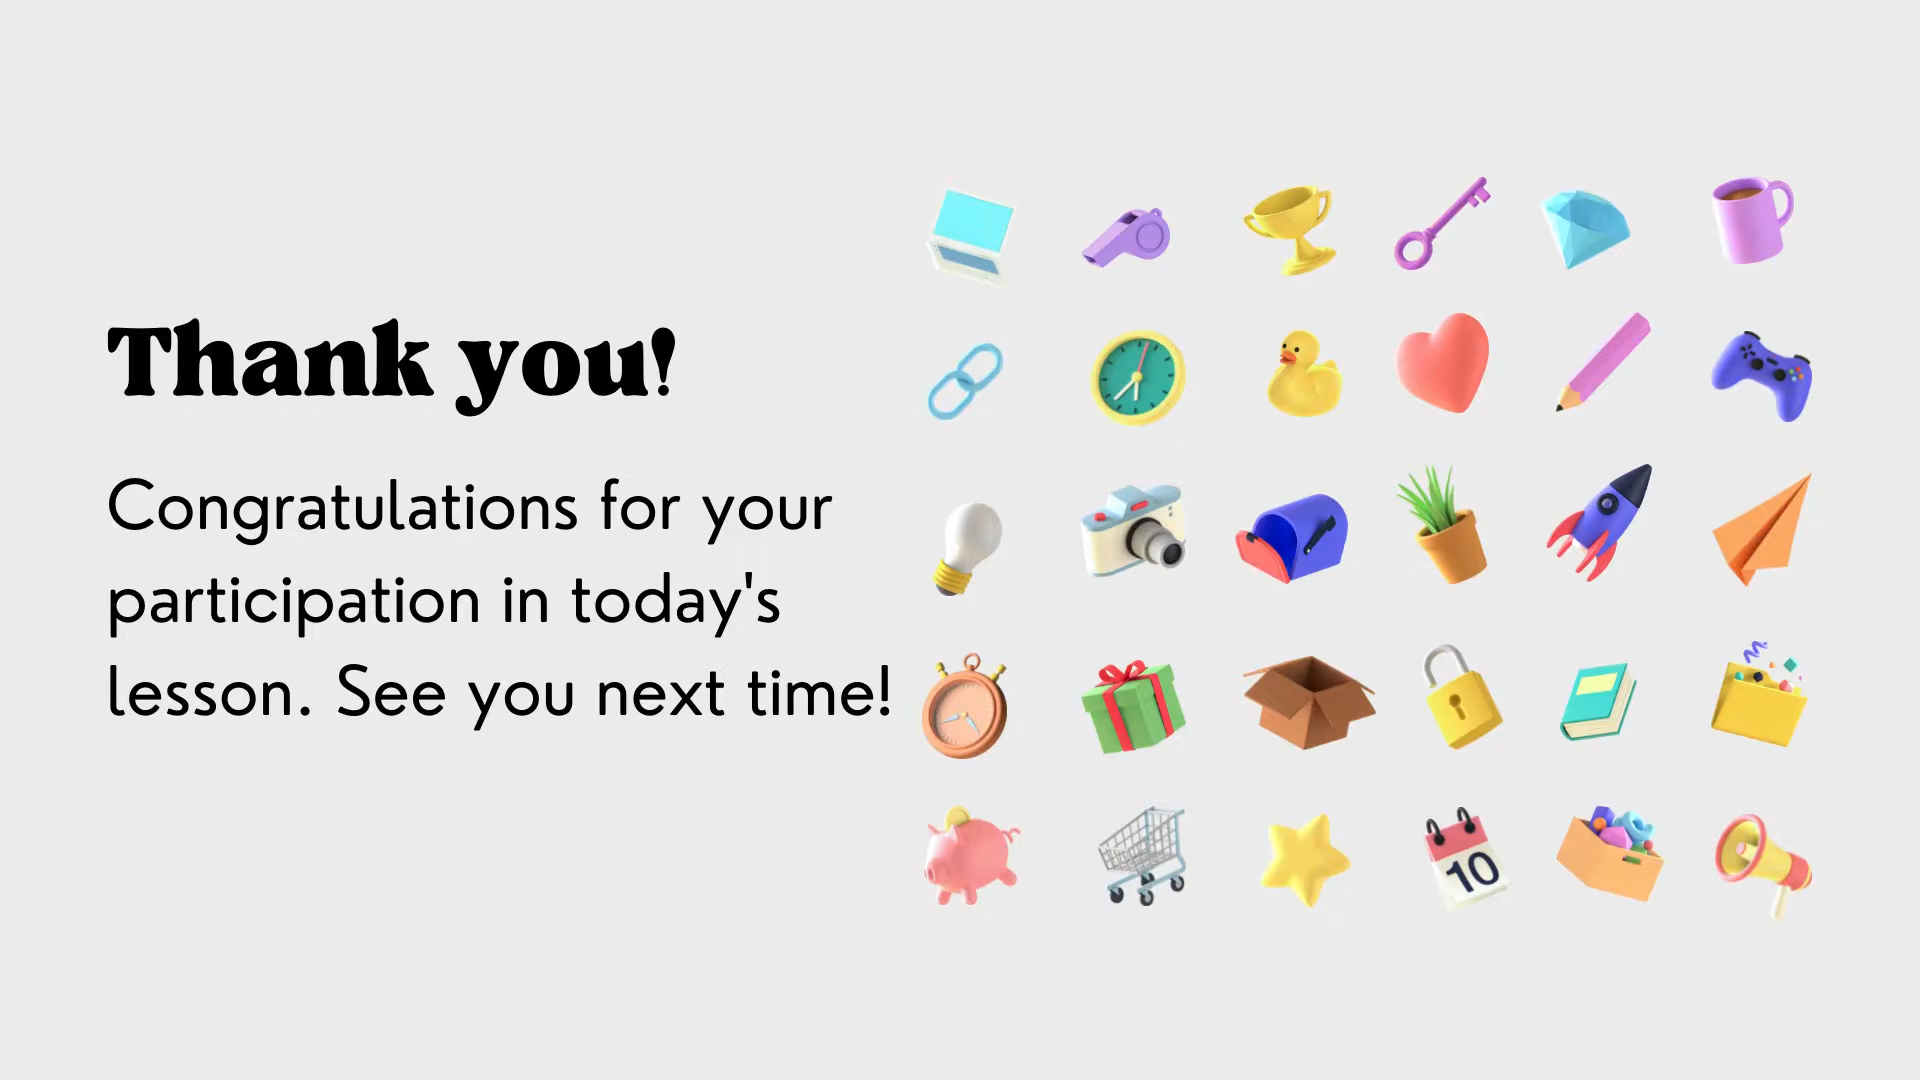 Thank you!
Congratulations for your
participation in today's
lesson. See you next time!
10